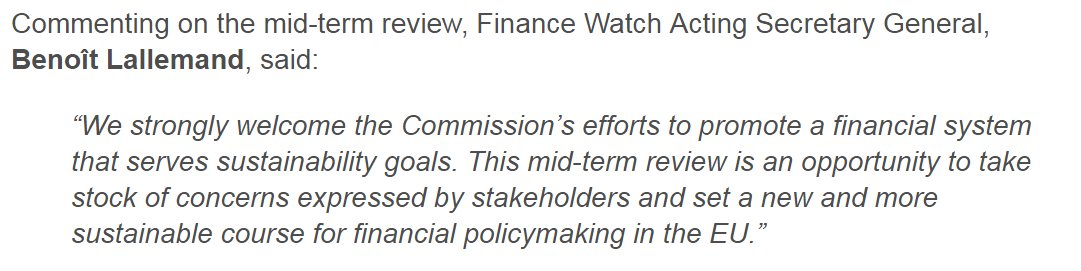 Commenting on the mid-term review, Finance Watch Acting Secretary General,
Benoît Lallemand, said:
“We strongly welcome the Commission’s efforts to promote a financial system
that serves sustainability goals. This mid-term review is an opportunity to take
stock of concerns expressed by stakeholders and set a new and more
sustainable course for financial policymaking in the EU.”